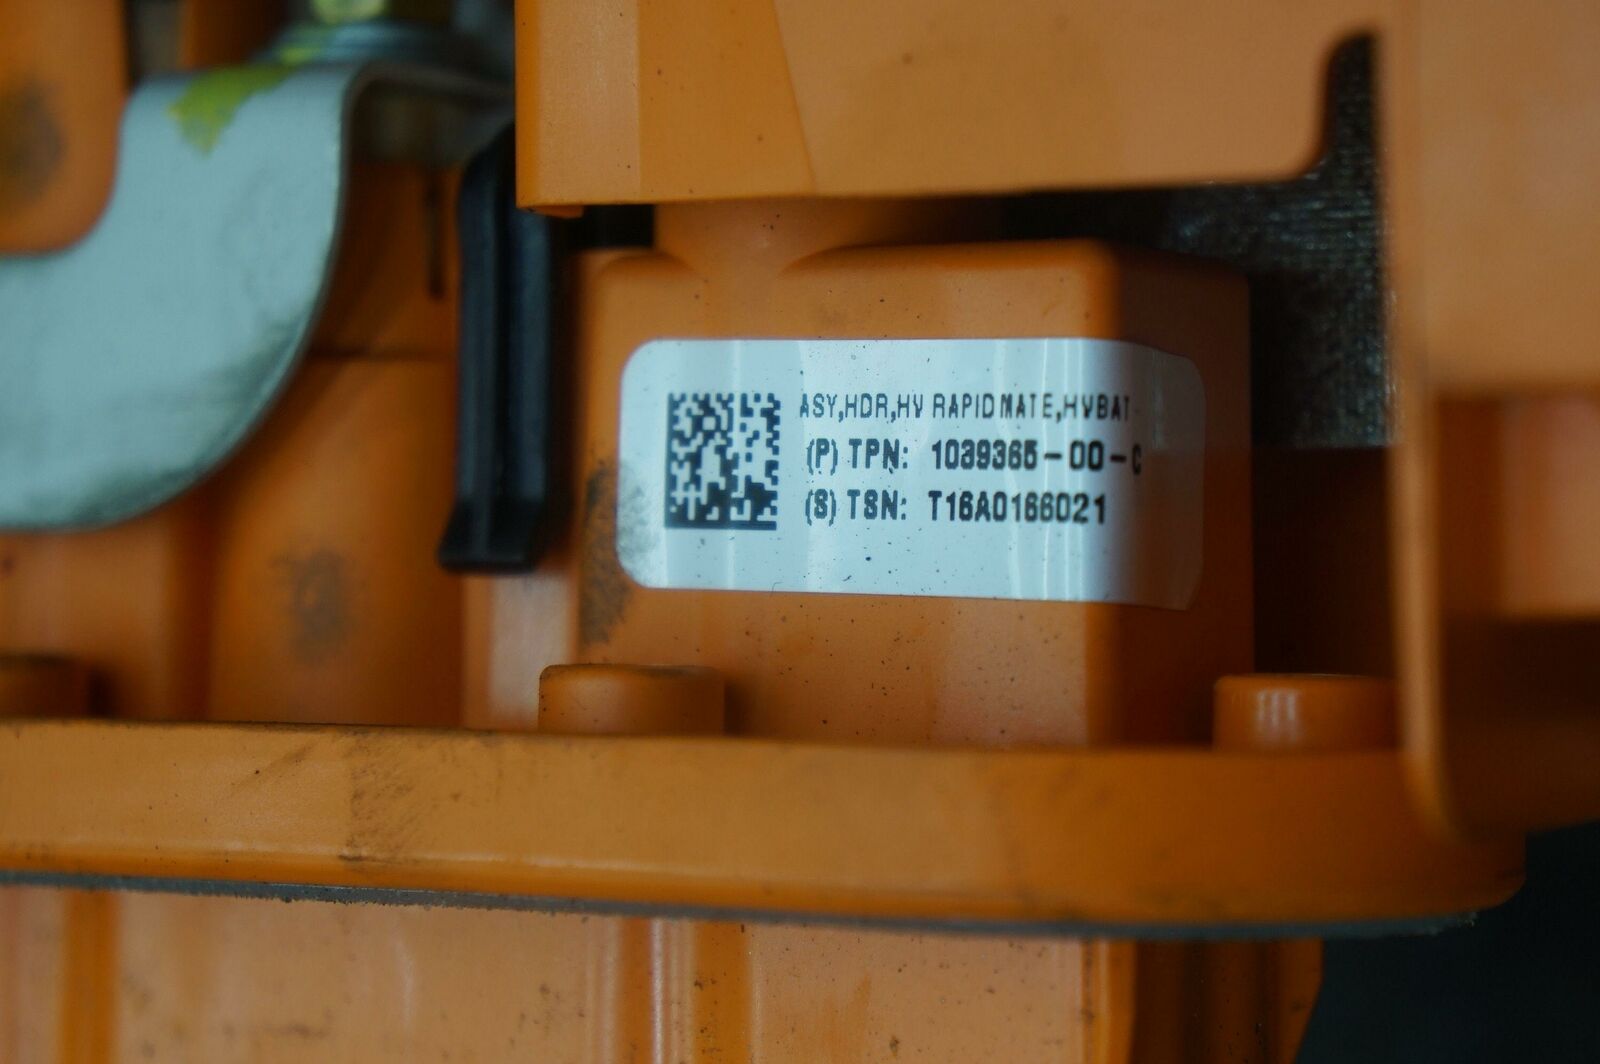 ASY,HDR,HV RAPIDMATE,HVBAT-
(P) TPN: 1039365-00-C
(S) TSN: T16A0166021